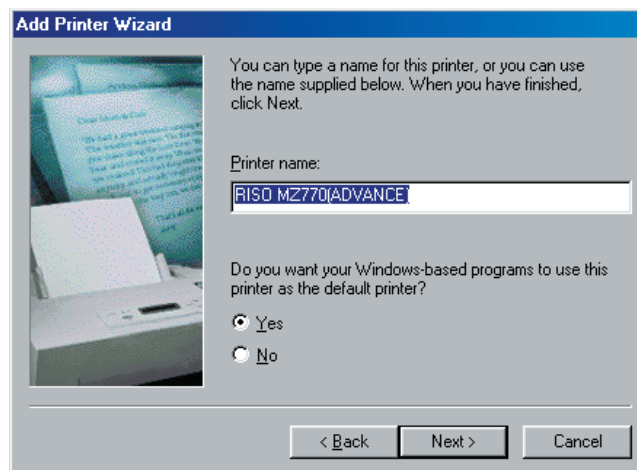 Add Printer Wizard
You can type a name for this printer, or you can use
the name supplied below. When you have finished,
click Next.
Printer name:
RISO MZ770(ADVANCE)
Do you want your Windows-based programs to use this
printer as the default printer?
Yes
No
< Back
Next >
Cancel